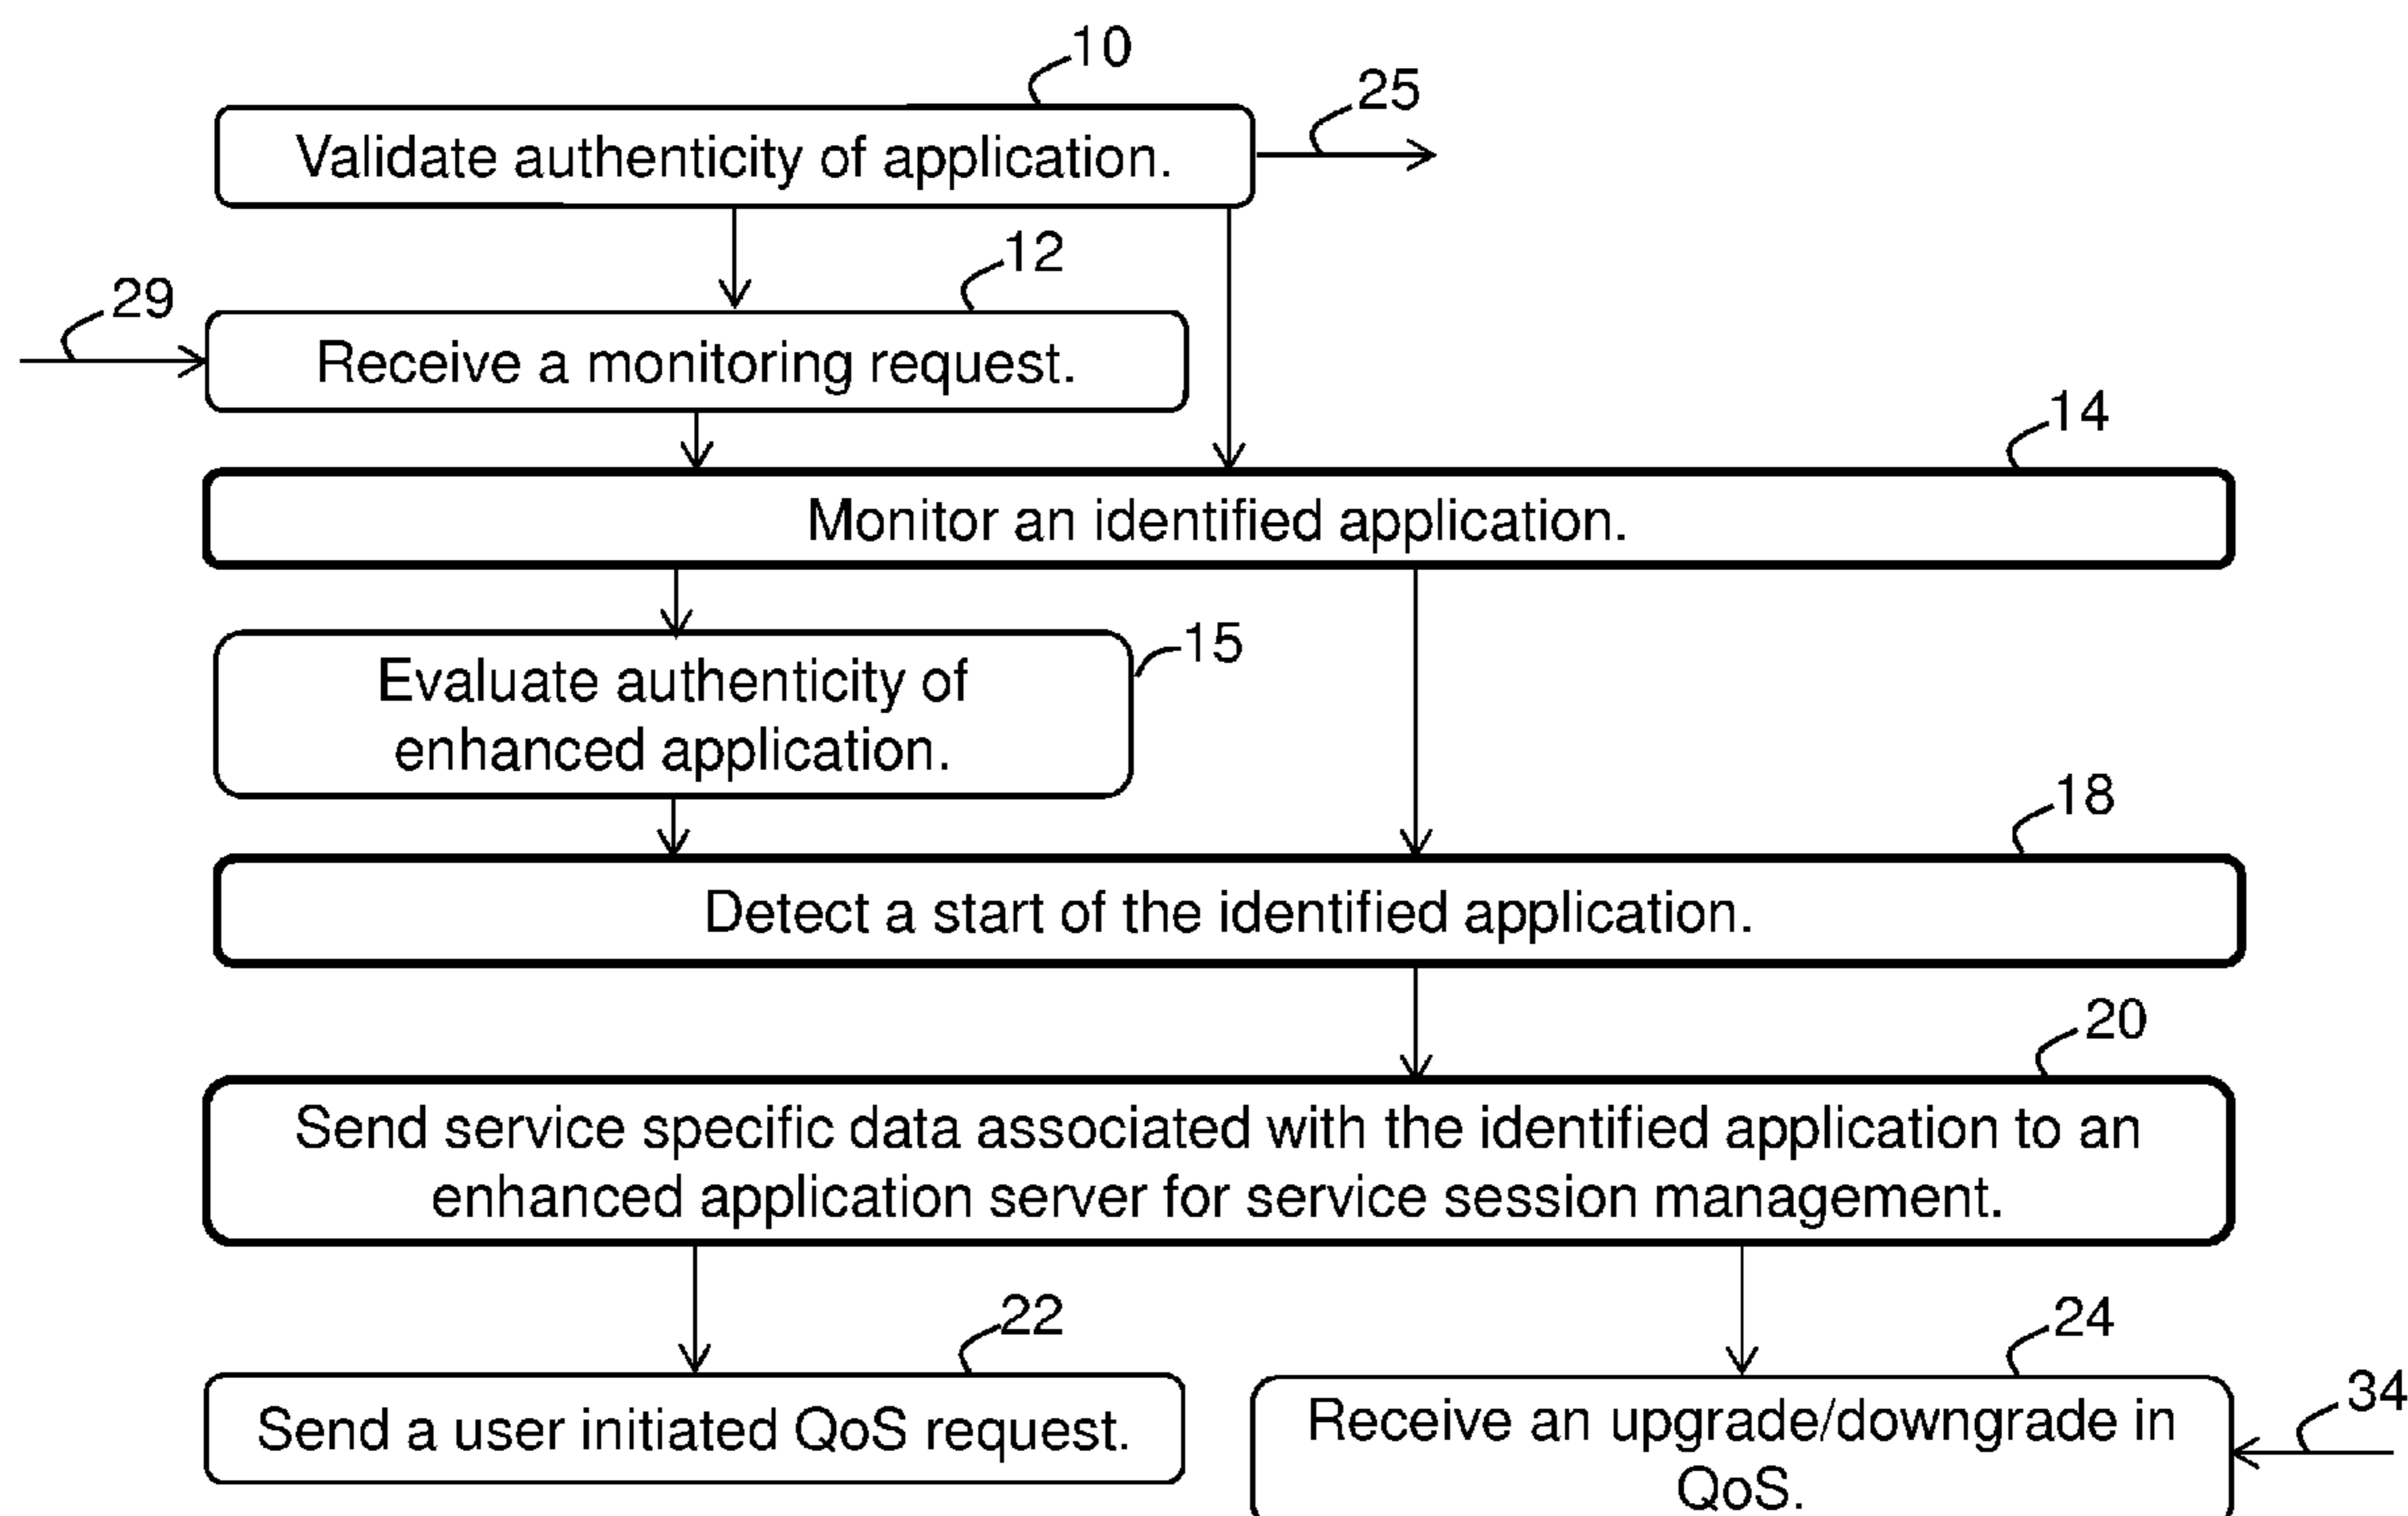 10
25
Validate authenticity of application.
12
29
Receive a monitoring request.
14
Monitor an identified application.
15
Evaluate authenticity of
enhanced application.
18
Detect a start of the identified application.
20
Send service specific data associated with the identified application to an
enhanced application server for service session management.
22
24
34
Send a user initiated QoS request.
Receive an upgrade/downgrade in
QoS.